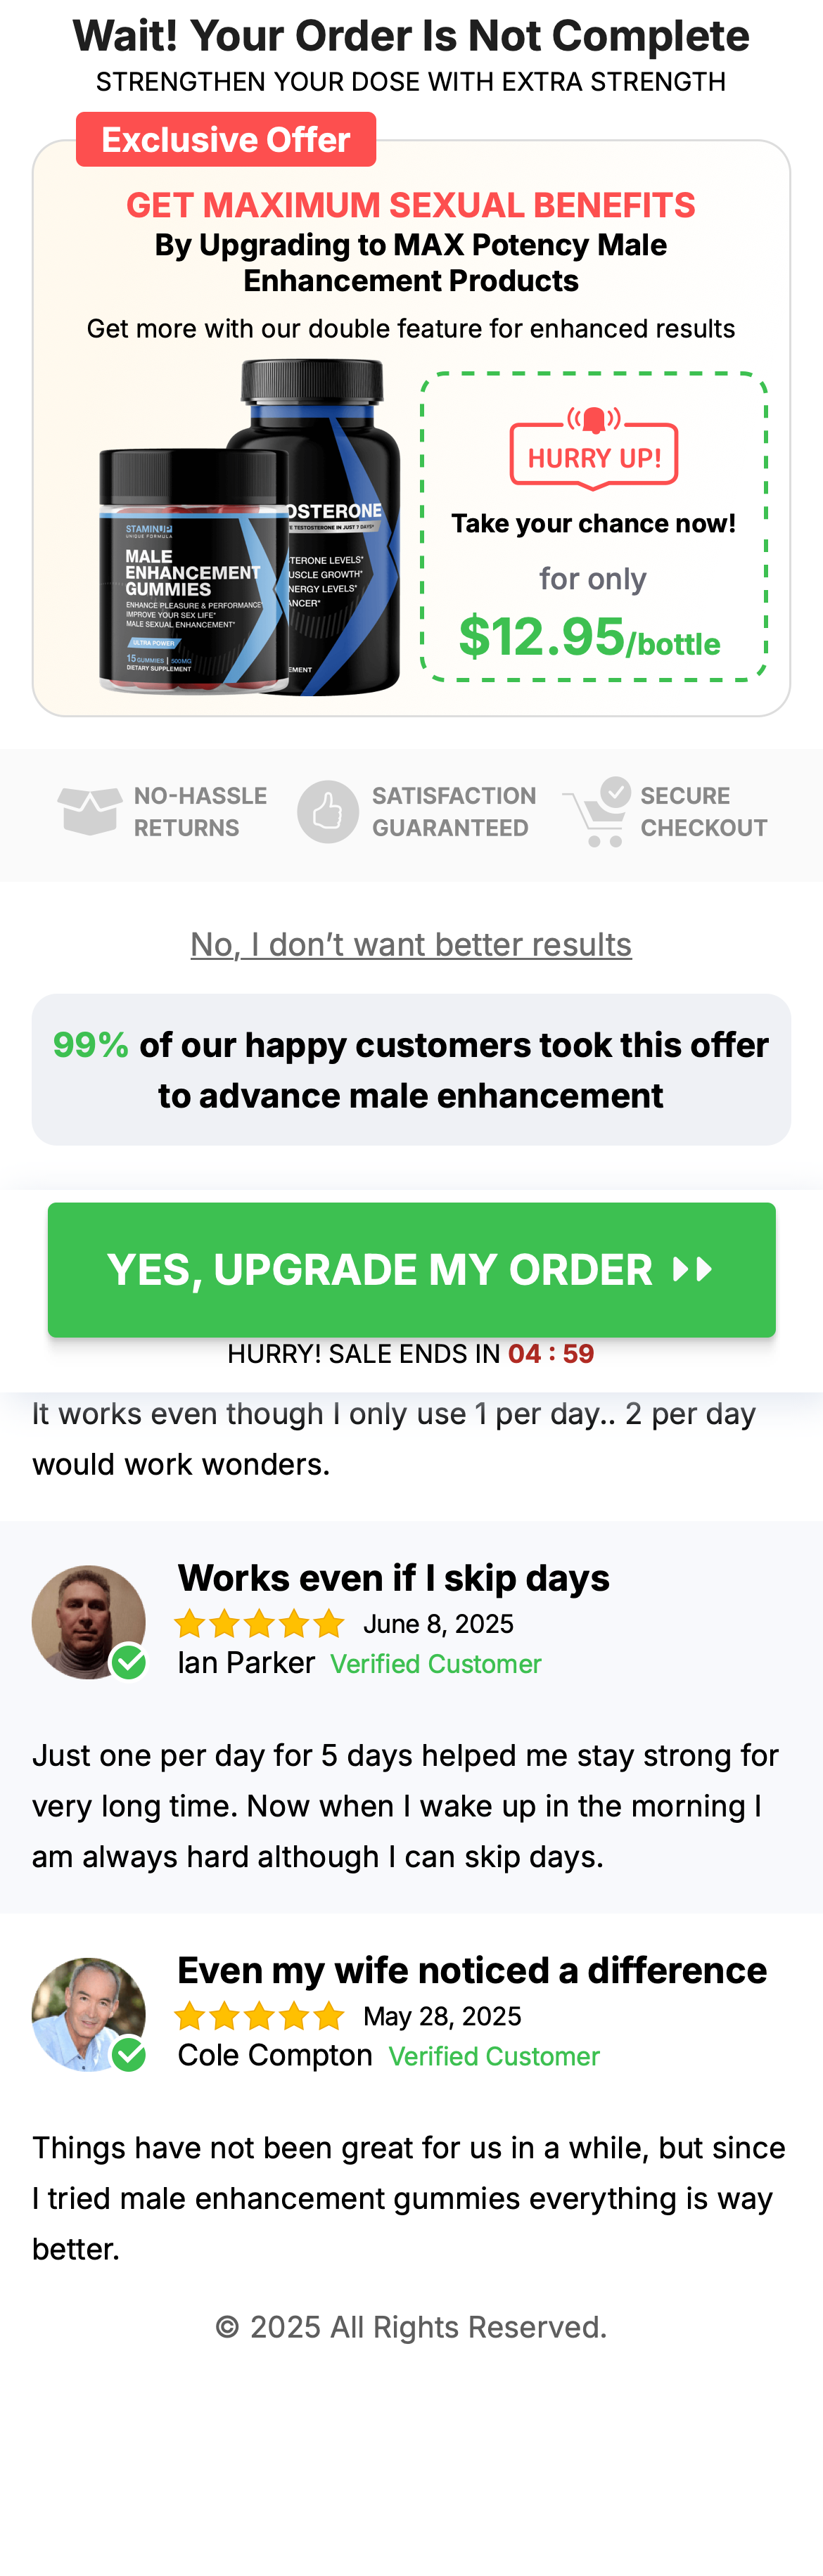 Wait! Your Order Is Not Complete
STRENGTHEN YOUR DOSE WITH EXTRA STRENGTH
Exclusive Offer
GET MAXIMUM SEXUAL BENEFITS
By Upgrading to MAX Potency Male
Enhancement Products
Get more with our double feature for enhanced results
STAMINUP
UNIQUE FORMULA
MALE
ENHANCEMENT
GUMMIES
ENHANCE PLEASURE & PERFORMANCE*
IMPROVE YOUR SEX LIFE*
MALE SEXUAL ENHANCEMENT*
ULTRA POWER
15 GUMMIES | 500MG
DIETARY SUPPLEMENT
OSTERONE
E TESTOSTERONE IN JUST 7 DAYS*
TERONE LEVELS*
USCLE GROWTH*
NERGY LEVELS*
ANCER*
EMENT
HURRY UP!
Take your chance now!
for only
$12.95/bottle
NO-HASSLE
RETURNS
SATISFACTION
GUARANTEED
SECURE
CHECKOUT
No, I don’t want better results
99% of our happy customers took this offer
to advance male enhancement
YES, UPGRADE MY ORDER
HURRY! SALE ENDS IN 04 : 59
It works even though I only use 1 per day.. 2 per day
would work wonders.
Works even if I skip days
June 8, 2025
Ian Parker Verified Customer
Just one per day for 5 days helped me stay strong for
very long time. Now when I wake up in the morning I
am always hard although I can skip days.
Even my wife noticed a difference
May 28, 2025
Cole Compton Verified Customer
Things have not been great for us in a while, but since
I tried male enhancement gummies everything is way
better.
© 2025 All Rights Reserved.